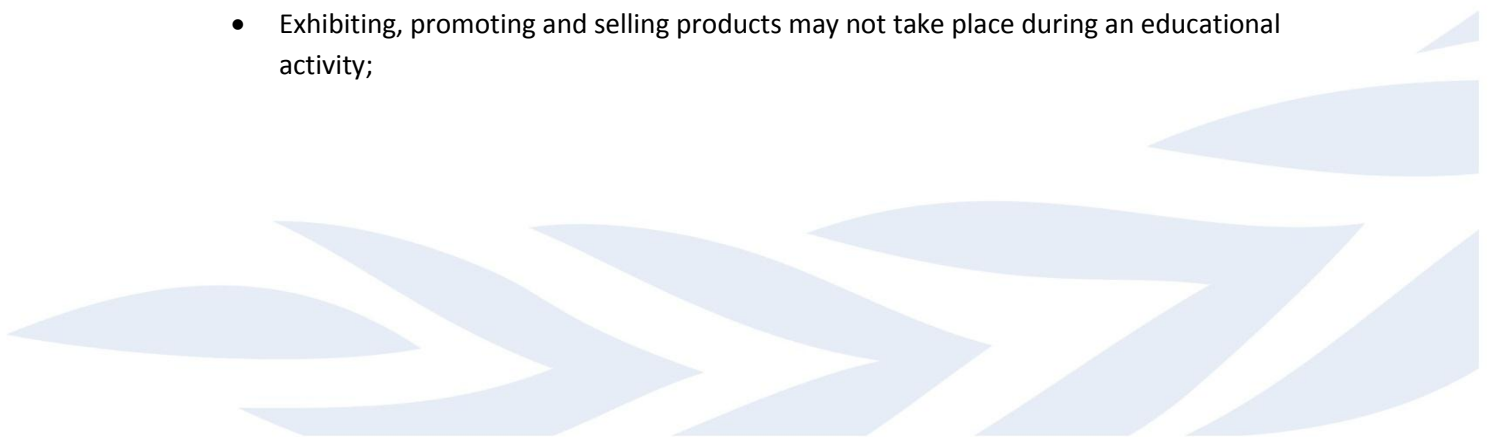 • Exhibiting, promoting and selling products may not take place during an educational
activity;